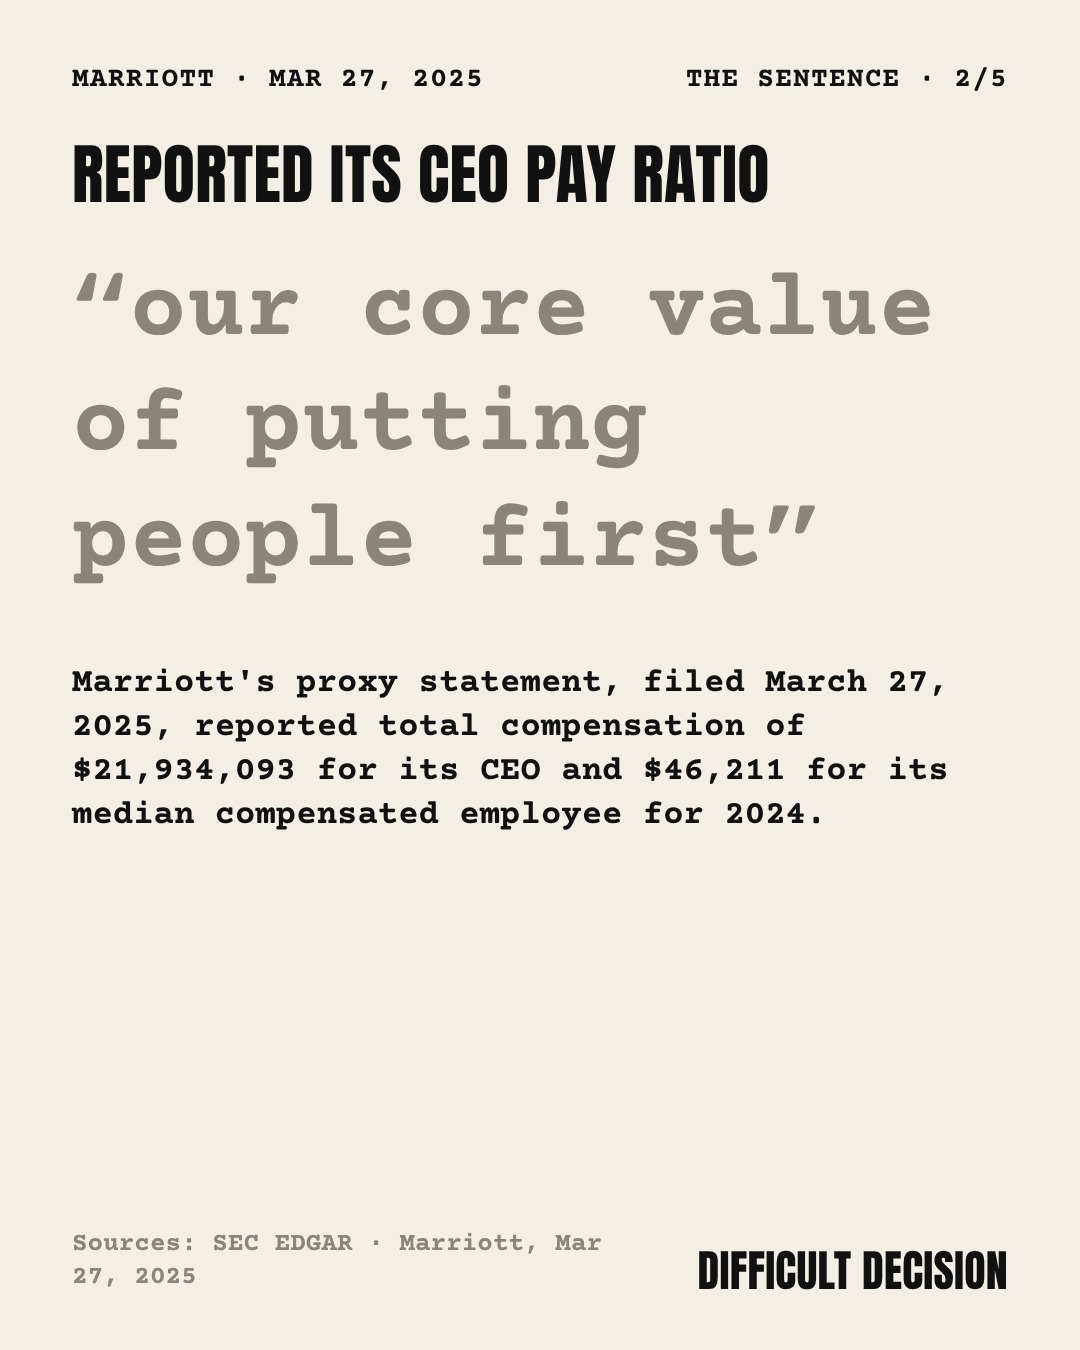 MARRIOTT · MAR 27, 2025
THE SENTENCE · 2/5
REPORTED ITS CEO PAY RATIO
“our core value
of putting
people first”
Marriott's proxy statement, filed March 27,
2025, reported total compensation of
$21,934,093 for its CEO and $46,211 for its
median compensated employee for 2024.
Sources: SEC EDGAR · Marriott, Mar
27, 2025
DIFFICULT DECISION